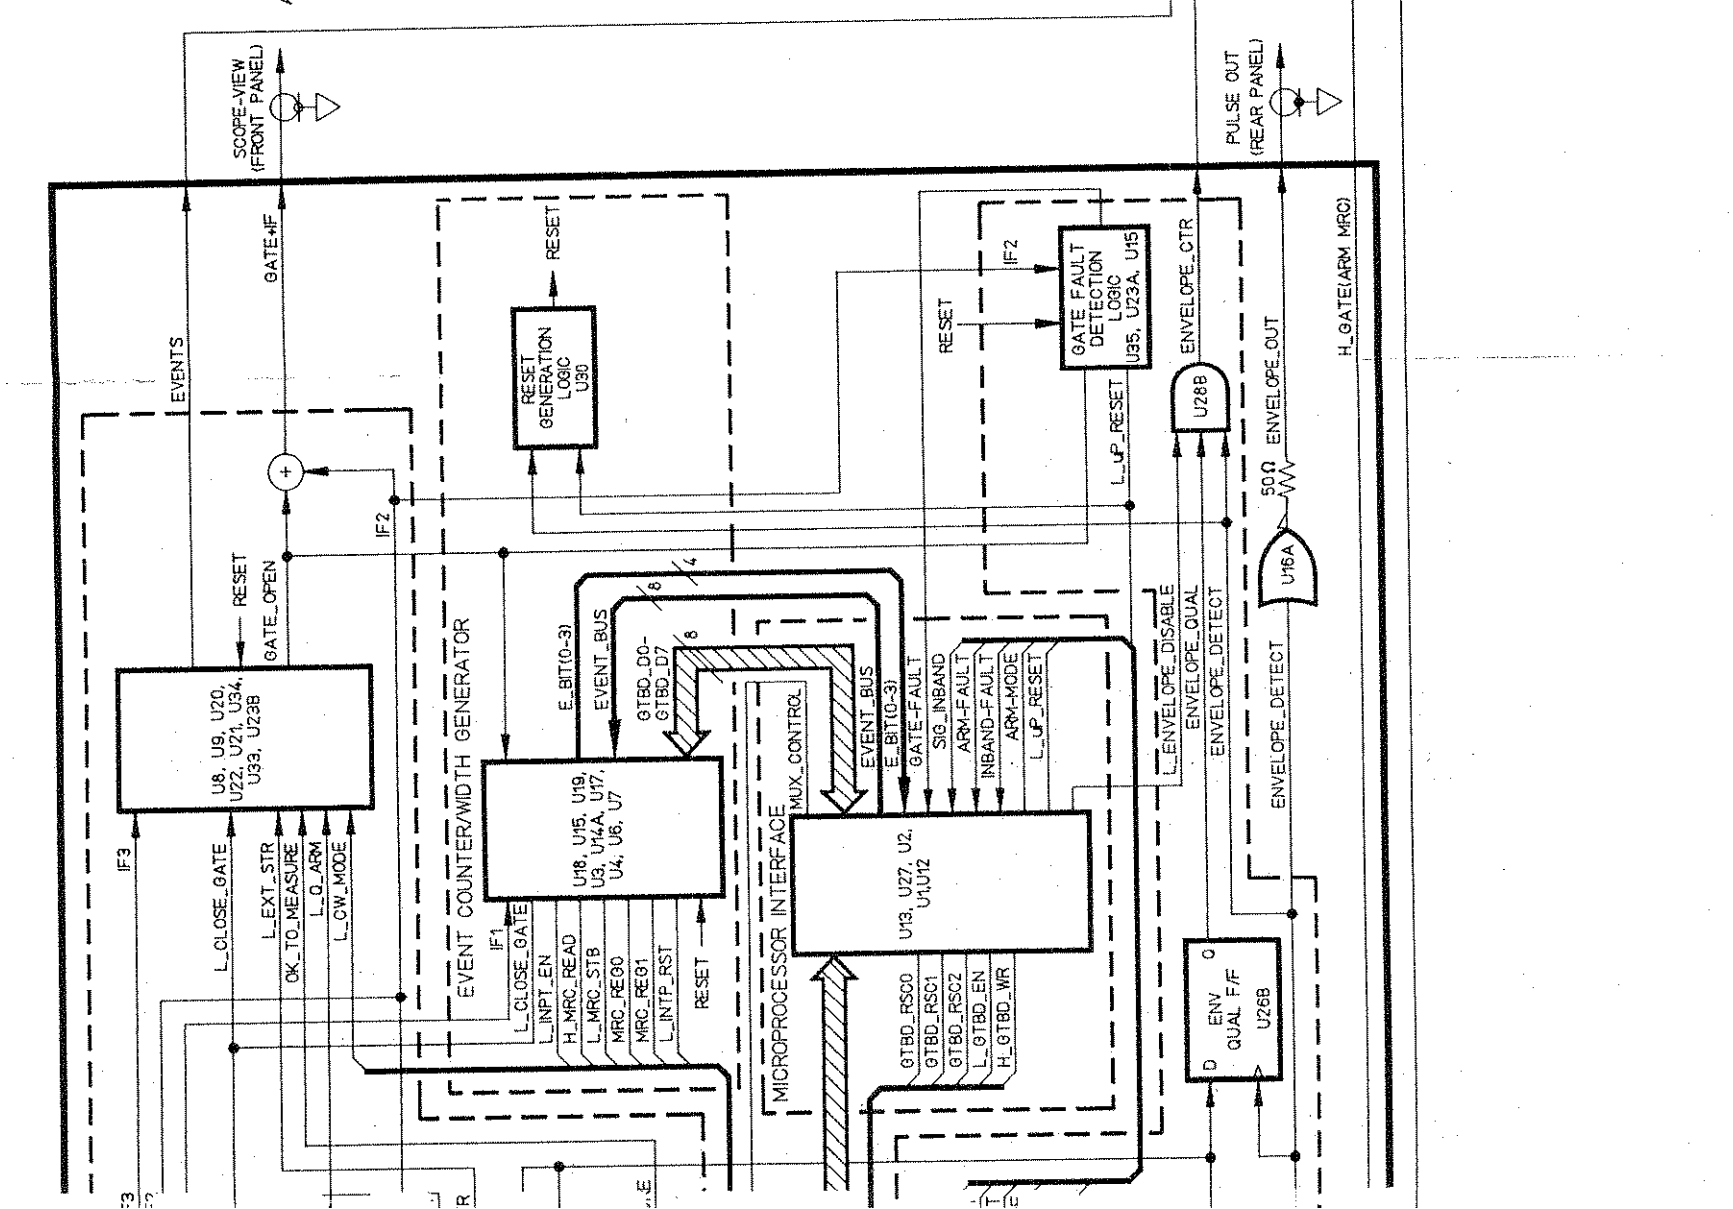 SCOPE-VIEW
(FRONT PANEL)
PULSE OUT
(REAR PANEL)
GATE+IF
EVENTS
RESET
RESET
GENERATION
LOGIC
U30
IF2
RESET
GATE FAULT
DETECTION
LOGIC
U35, U23A, U15
ENVELOPE_CTR
H_GATE(ARM MRC)
ENVELOPE_OUT
L_uP_RESET
U28B
50Ω
+
IF2
U16A
RESET
GATE_OPEN
EVENT COUNTER/WIDTH GENERATOR
E_BIT(0-3)
EVENT_BUS
GTBD_D0-
GTBD_D7
8
4
8
U8, U9, U20,
U22, U21, U34,
U33, U23B
MICROPROCESSOR INTERFACE
MUX_CONTROL
EVENT_BUS
E_BIT(0-3)
GATE-FAULT
SIG_INBAND
ARM-FAULT
INBAND-FAULT
ARM-MODE
L_uP_RESET
L_ENVELOPE_DISABLE
ENVELOPE_QUAL
ENVELOPE_DETECT
ENVELOPE_DETECT
U18, U15, U19,
U3, U14A, U17,
U4, U6, U7
U13, U27, U2,
U1,U12
IF3
L_CLOSE_GATE
L_EXT_STR
OK_TO_MEASURE
L_Q_ARM
L_CW_MODE
IF1
L_CLOSE_GATE
L_INPT_EN
H_MRC_READ
L_MRC_STB
MRC_REG0
MRC_REG1
L_INTP_RST
RESET
GTBD_RSC0
GTBD_RSC1
GTBD_RSC2
L_GTBD_EN
H_GTBD_WR
Q
D
ENV
QUAL F/F
U26B